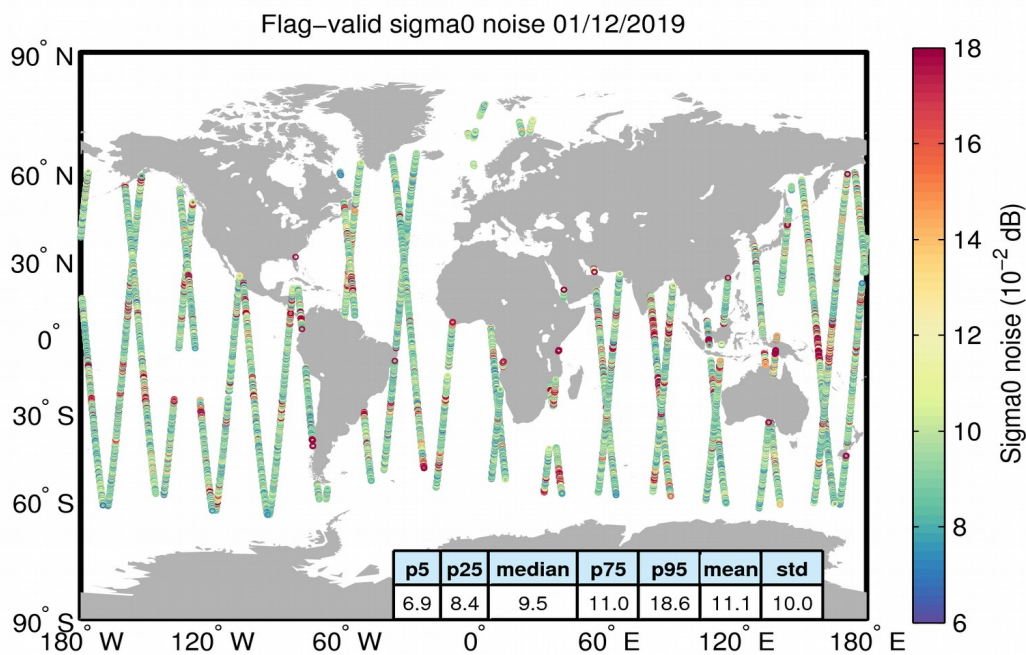 Flag−valid sigma0 noise 01/12/2019
90° N
60° N
30° N
0°
30° S
60° S
90° S
180° W
120° W
60° W
0°
60° E
120° E
180° E
p5 p25 median p75 p95 mean std
6.9 8.4 9.5 11.0 18.6 11.1 10.0
18
16
14
12
10
8
6
Sigma0 noise (10⁻² dB)